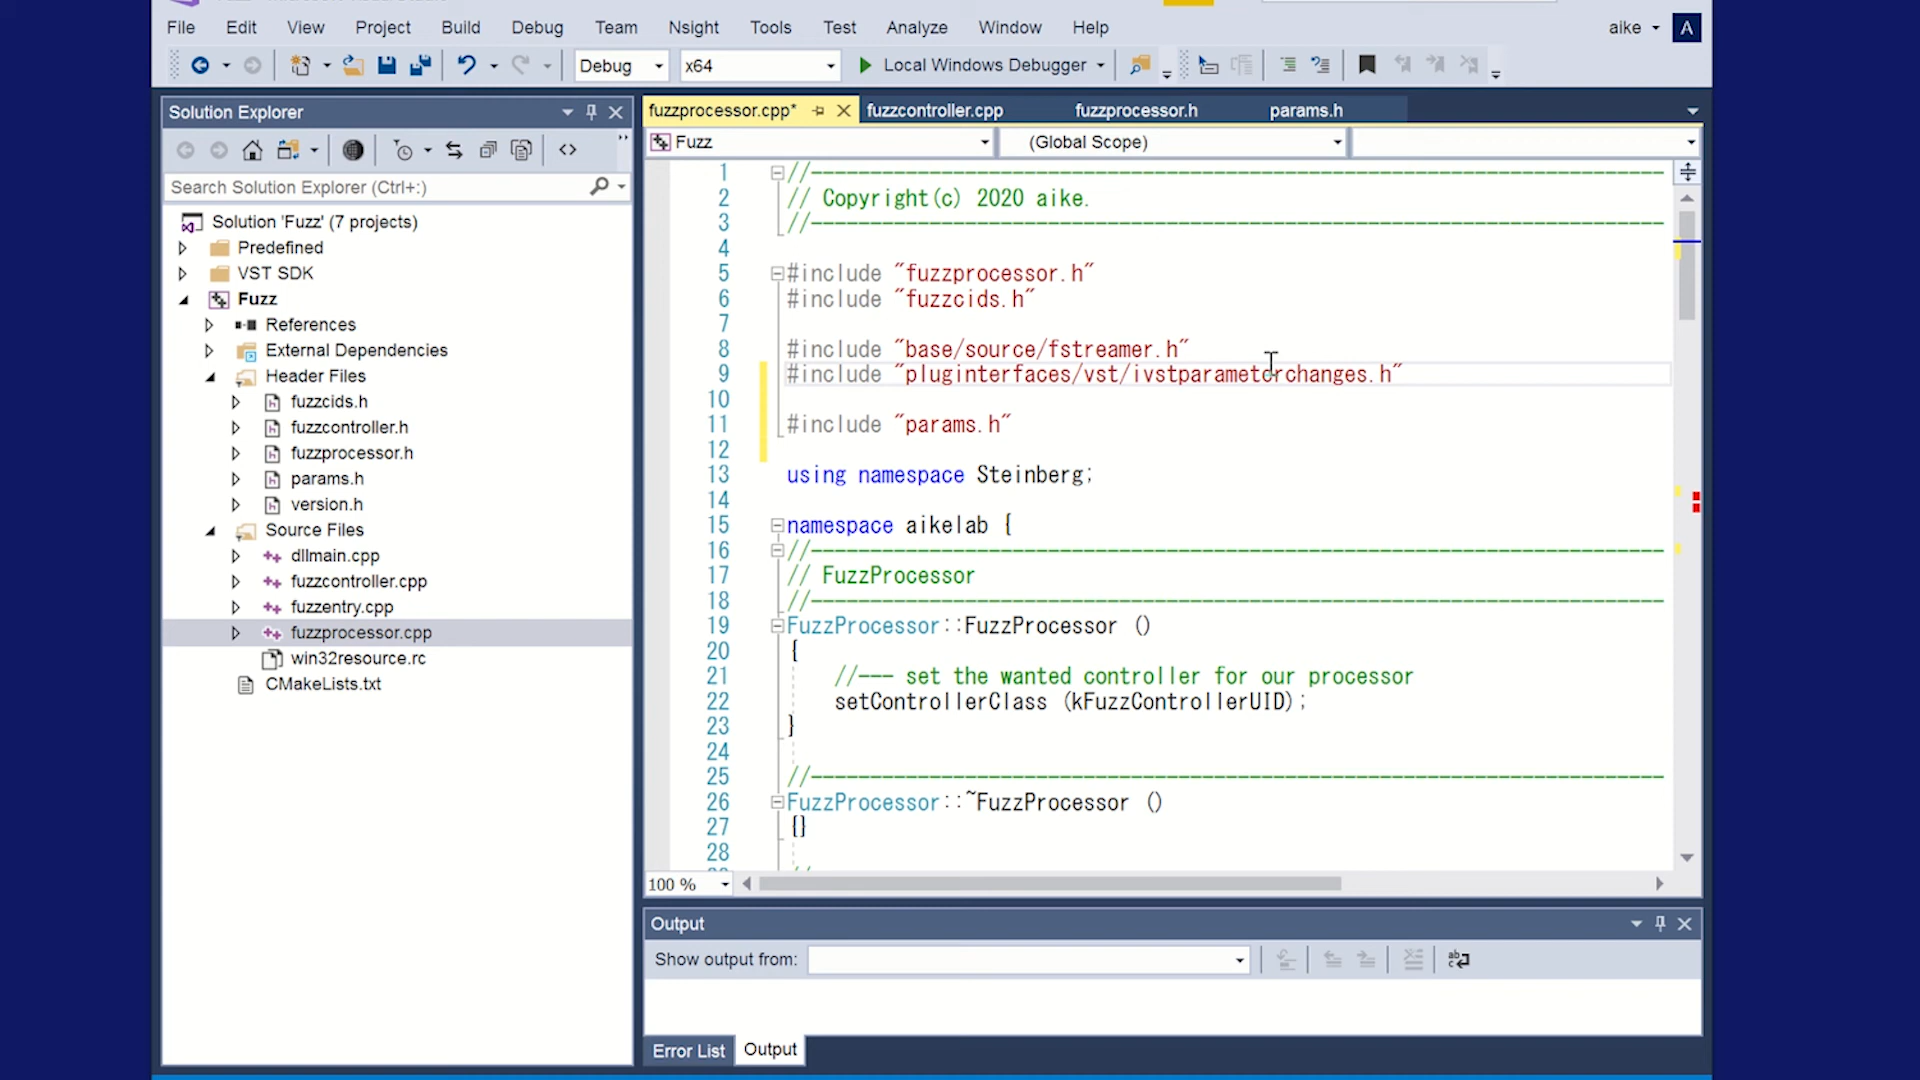 File Edit View Project Build Debug Team Nsight Tools Test Analyze Window Help aike A
Debug x64 Local Windows Debugger
Solution Explorer
Search Solution Explorer (Ctrl+:)
Solution 'Fuzz' (7 projects)
Predefined
VST SDK
Fuzz
References
External Dependencies
Header Files
fuzzcids.h
fuzzcontroller.h
fuzzprocessor.h
params.h
version.h
Source Files
dllmain.cpp
fuzzcontroller.cpp
fuzzentry.cpp
fuzzprocessor.cpp
win32resource.rc
CMakeLists.txt
fuzzprocessor.cpp* fuzzcontroller.cpp fuzzprocessor.h params.h
Fuzz (Global Scope)
1 //------------------------------------------------------------------------
2 // Copyright(c) 2020 aike.
3 //------------------------------------------------------------------------
4
5 #include "fuzzprocessor.h"
6 #include "fuzzcids.h"
7
8 #include "base/source/fstreamer.h"
9 #include "pluginterfaces/vst/ivstparameterchanges.h"
10
11 #include "params.h"
12
13 using namespace Steinberg;
14
15 namespace aikelab {
16 //------------------------------------------------------------------------
17 // FuzzProcessor
18 //------------------------------------------------------------------------
19 FuzzProcessor::FuzzProcessor ()
20 {
21 //--- set the wanted controller for our processor
22 setControllerClass (kFuzzControllerUID);
23 }
24
25 //------------------------------------------------------------------------
26 FuzzProcessor::~FuzzProcessor ()
27 {}
28
100 %
Output
Show output from:
Error List Output